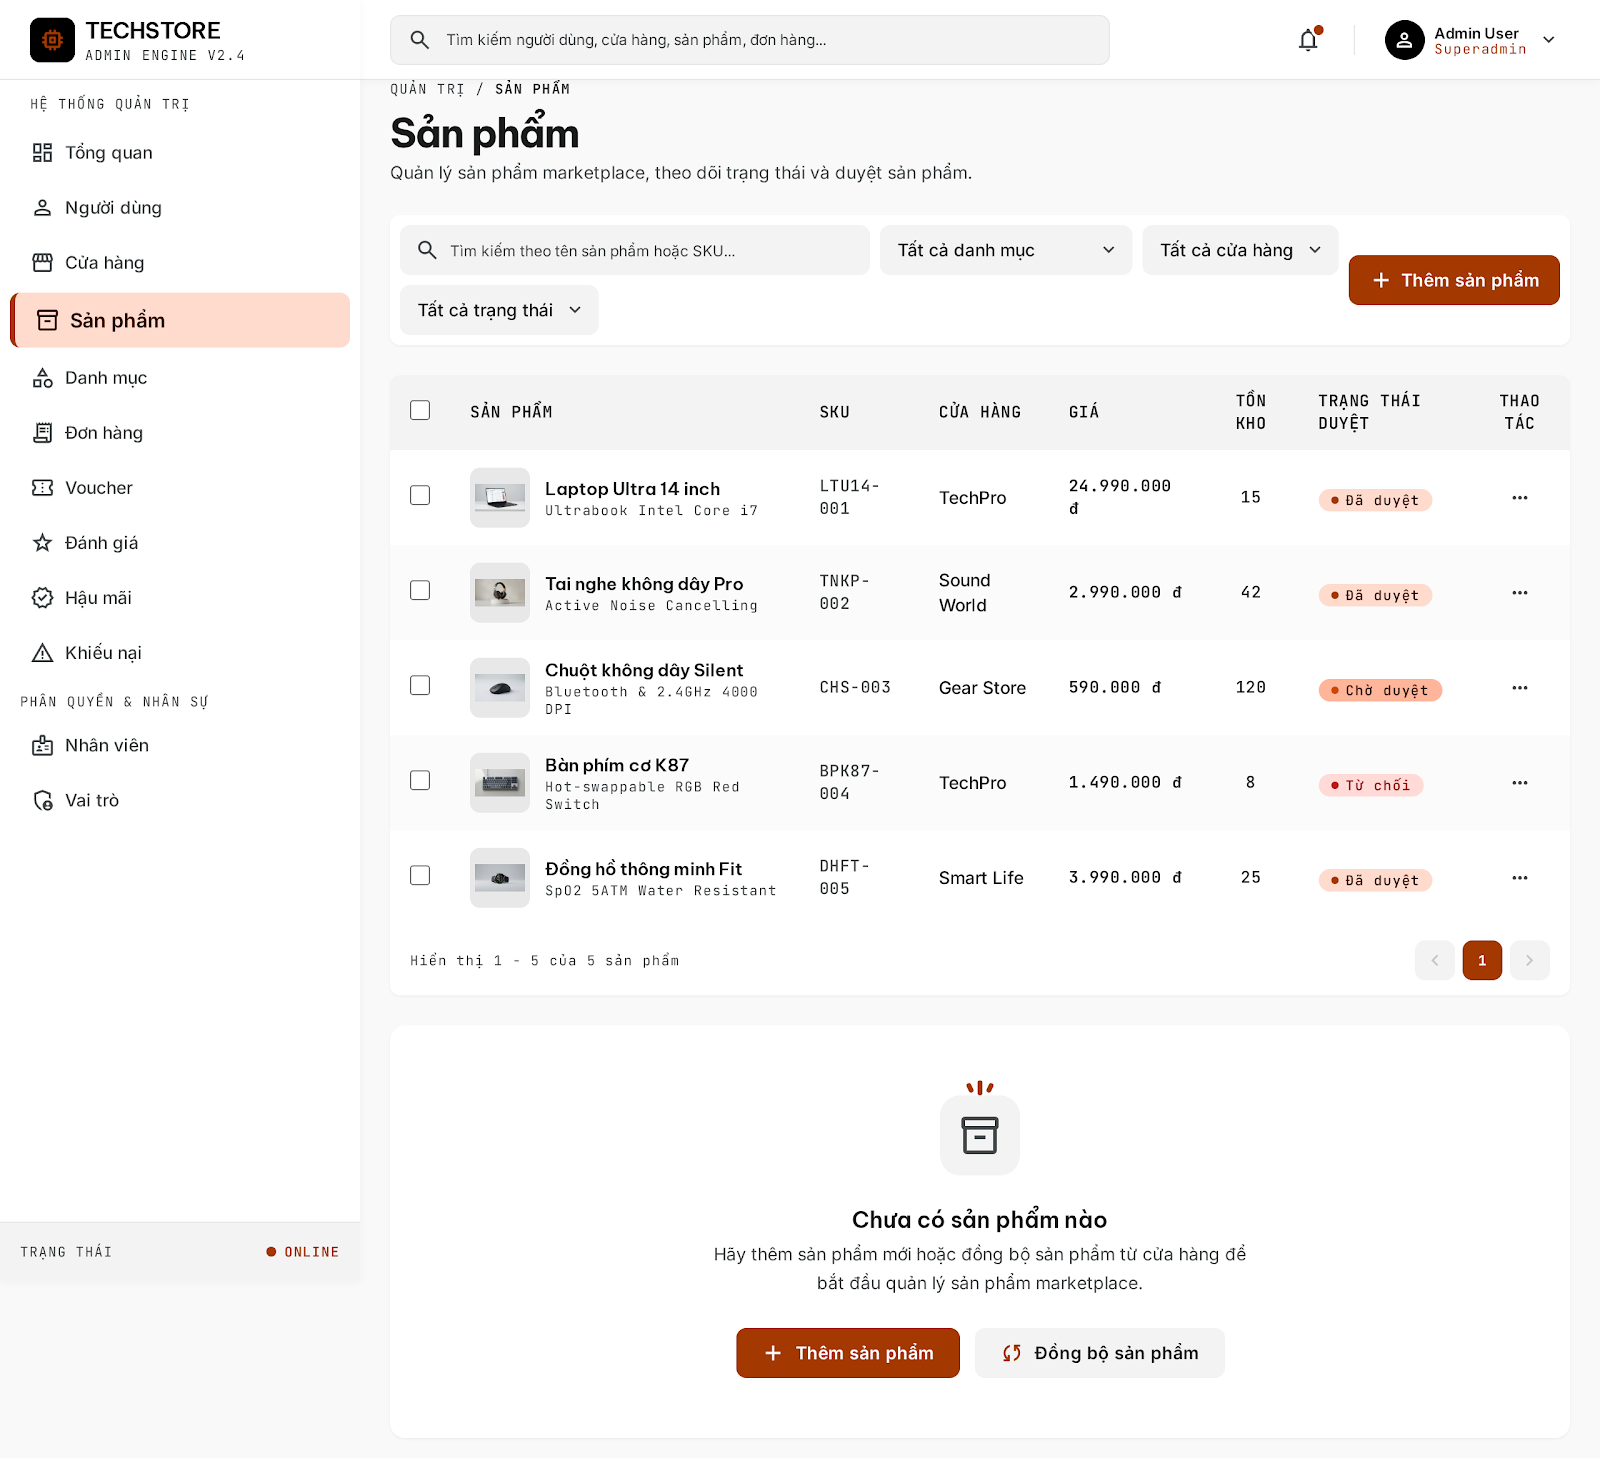 TECHSTORE
ADMIN ENGINE V2.4
Tìm kiếm người dùng, cửa hàng, sản phẩm, đơn hàng...
Admin User
Superadmin
HỆ THỐNG QUẢN TRỊ
Tổng quan
Người dùng
Cửa hàng
Sản phẩm
Danh mục
Đơn hàng
Voucher
Đánh giá
Hậu mãi
Khiếu nại
PHÂN QUYỀN & NHÂN SỰ
Nhân viên
Vai trò
TRẠNG THÁI
ONLINE
QUẢN TRỊ / SẢN PHẨM
Sản phẩm
Quản lý sản phẩm marketplace, theo dõi trạng thái và duyệt sản phẩm.
Tìm kiếm theo tên sản phẩm hoặc SKU...
Tất cả danh mục
Tất cả cửa hàng
Tất cả trạng thái
Thêm sản phẩm
SẢN PHẨM
SKU
CỬA HÀNG
GIÁ
TỒN
KHO
TRẠNG THÁI
DUYỆT
THAO
TÁC
Laptop Ultra 14 inch
Ultrabook Intel Core i7
LTU14-
001
TechPro
24.990.000
đ
15
Đã duyệt
Tai nghe không dây Pro
Active Noise Cancelling
TNKP-
002
Sound
World
2.990.000 đ
42
Đã duyệt
Chuột không dây Silent
Bluetooth & 2.4GHz 4000
DPI
CHS-003
Gear Store
590.000 đ
120
Chờ duyệt
Bàn phím cơ K87
Hot-swappable RGB Red
Switch
BPK87-
004
TechPro
1.490.000 đ
8
Từ chối
Đồng hồ thông minh Fit
SpO2 5ATM Water Resistant
DHFT-
005
Smart Life
3.990.000 đ
25
Đã duyệt
Hiển thị 1 - 5 của 5 sản phẩm
1
Chưa có sản phẩm nào
Hãy thêm sản phẩm mới hoặc đồng bộ sản phẩm từ cửa hàng để
bắt đầu quản lý sản phẩm marketplace.
Thêm sản phẩm
Đồng bộ sản phẩm